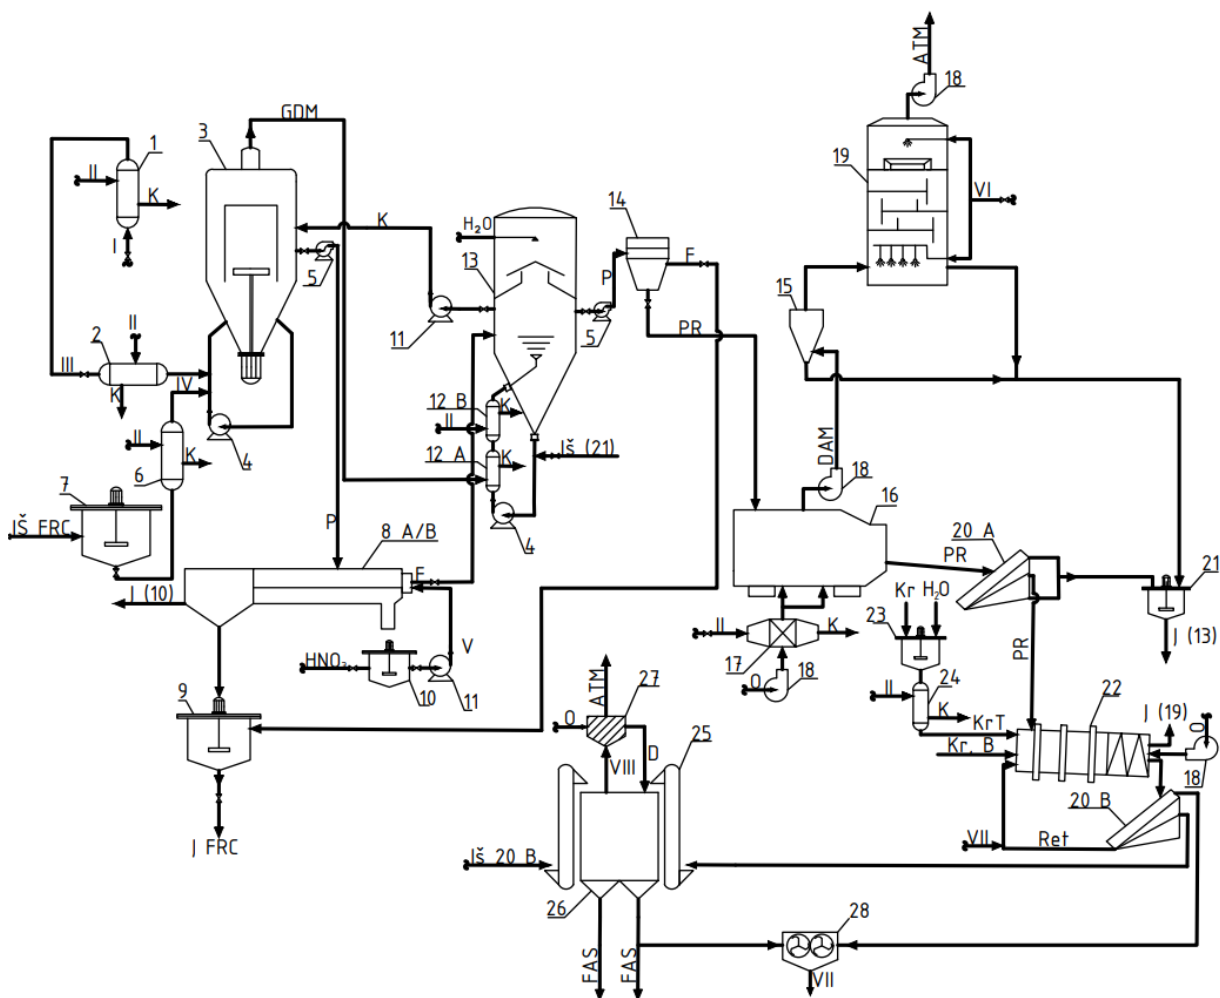 ATM
18
GDM
3
1
II
K
I
19
VI
K
H₂O
14
F
13
P
5
5
11
15
II
2
PR
III
IV
K
12 B
K
II
DAM
II
4
K
6
12 A
K
Iš (21)
18
7
16
4
P
IŠ FRC
8 A/B
20 A
PR
F
21
J (10)
Kr
H₂O
II
K
23
V
J (13)
HNO₃
17
PR
10
11
O
18
24
22
II
9
ATM
27
K
J (19)
O
O
KrT
25
Kr. B
VIII
D
18
20 B
VII
Ret
J FRC
Iš 20 B
26
28
FAS
FAS
VII